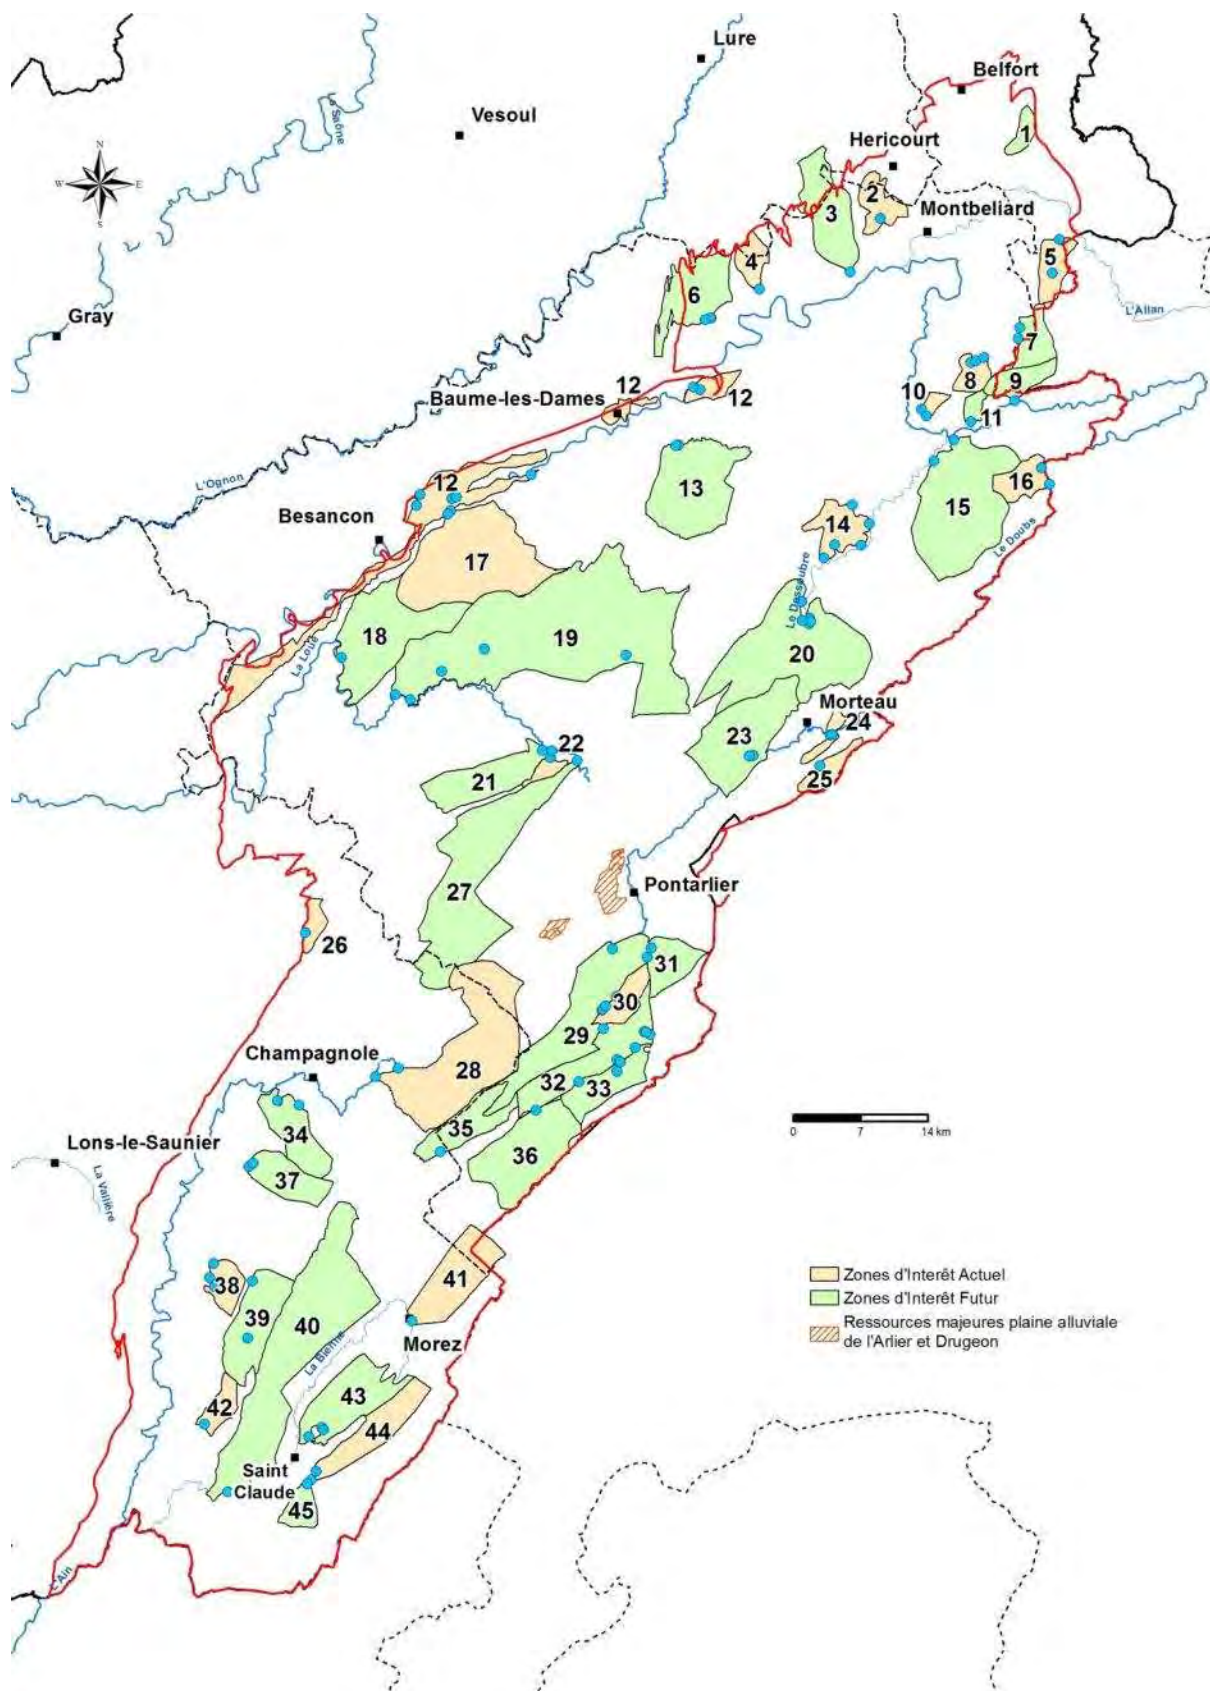 Lure
Belfort
La Saône
Vesoul
N
W E
S
1
Hericourt
2
3
Montbeliard
4
5
6
Gray
L'Allan
7
8
9
10
12
Baume-les-Dames
12
11
L'Ognon
12
13
16
15
Besancon
14
Le Doubs
17
Le Dessoubre
18
19
20
La Loue
Morteau
24
23
22
21
25
27
Pontarlier
26
31
30
29
Champagnole
28
32
33
0 7 14 km
34
35
Lons-le-Saunier
36
37
La Vallière
38
41
Zones d'Interêt Actuel
39
40
Zones d'Interêt Futur
Ressources majeures plaine alluviale
de l'Arlier et Drugeon
Morez
La Bienne
42
43
44
Saint
Claude
45
L'Ain